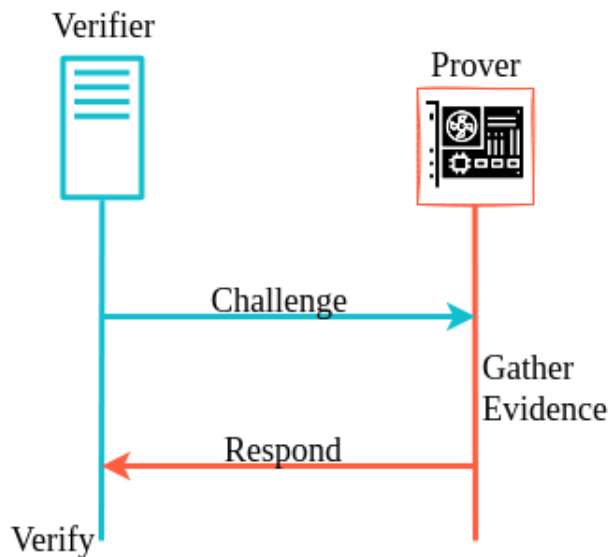 Verifier
Prover
Challenge
Gather
Evidence
Respond
Verify